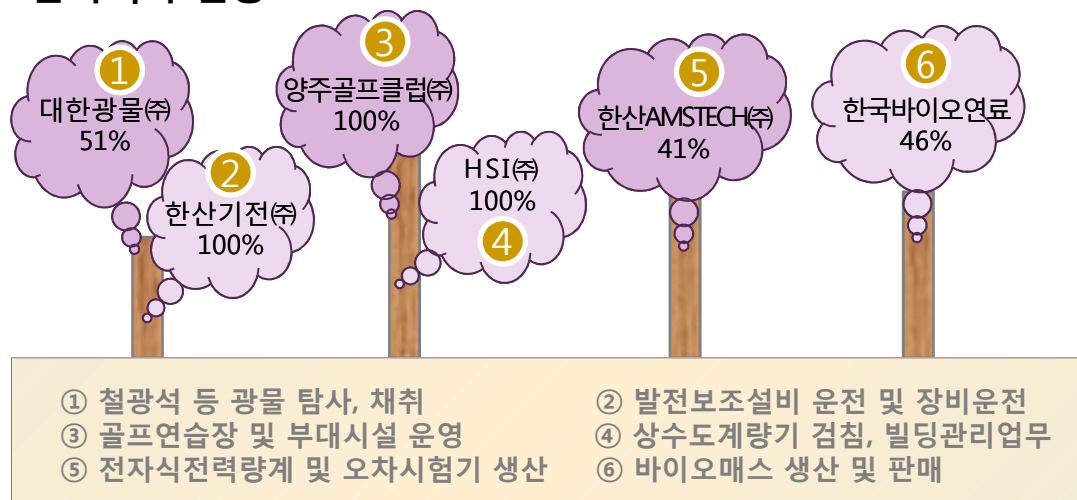 ①
대한광물㈜
51%
②
한산기전㈜
100%
③
양주골프클럽㈜
100%
HSI㈜
100%
④
⑤
한산AMSTECH㈜
41%
⑥
한국바이오연료
46%
① 철광석 등 광물 탐사, 채취
② 발전보조설비 운전 및 장비운전
③ 골프연습장 및 부대시설 운영
④ 상수도계량기 검침, 빌딩관리업무
⑤ 전자식전력량계 및 오차시험기 생산
⑥ 바이오매스 생산 및 판매